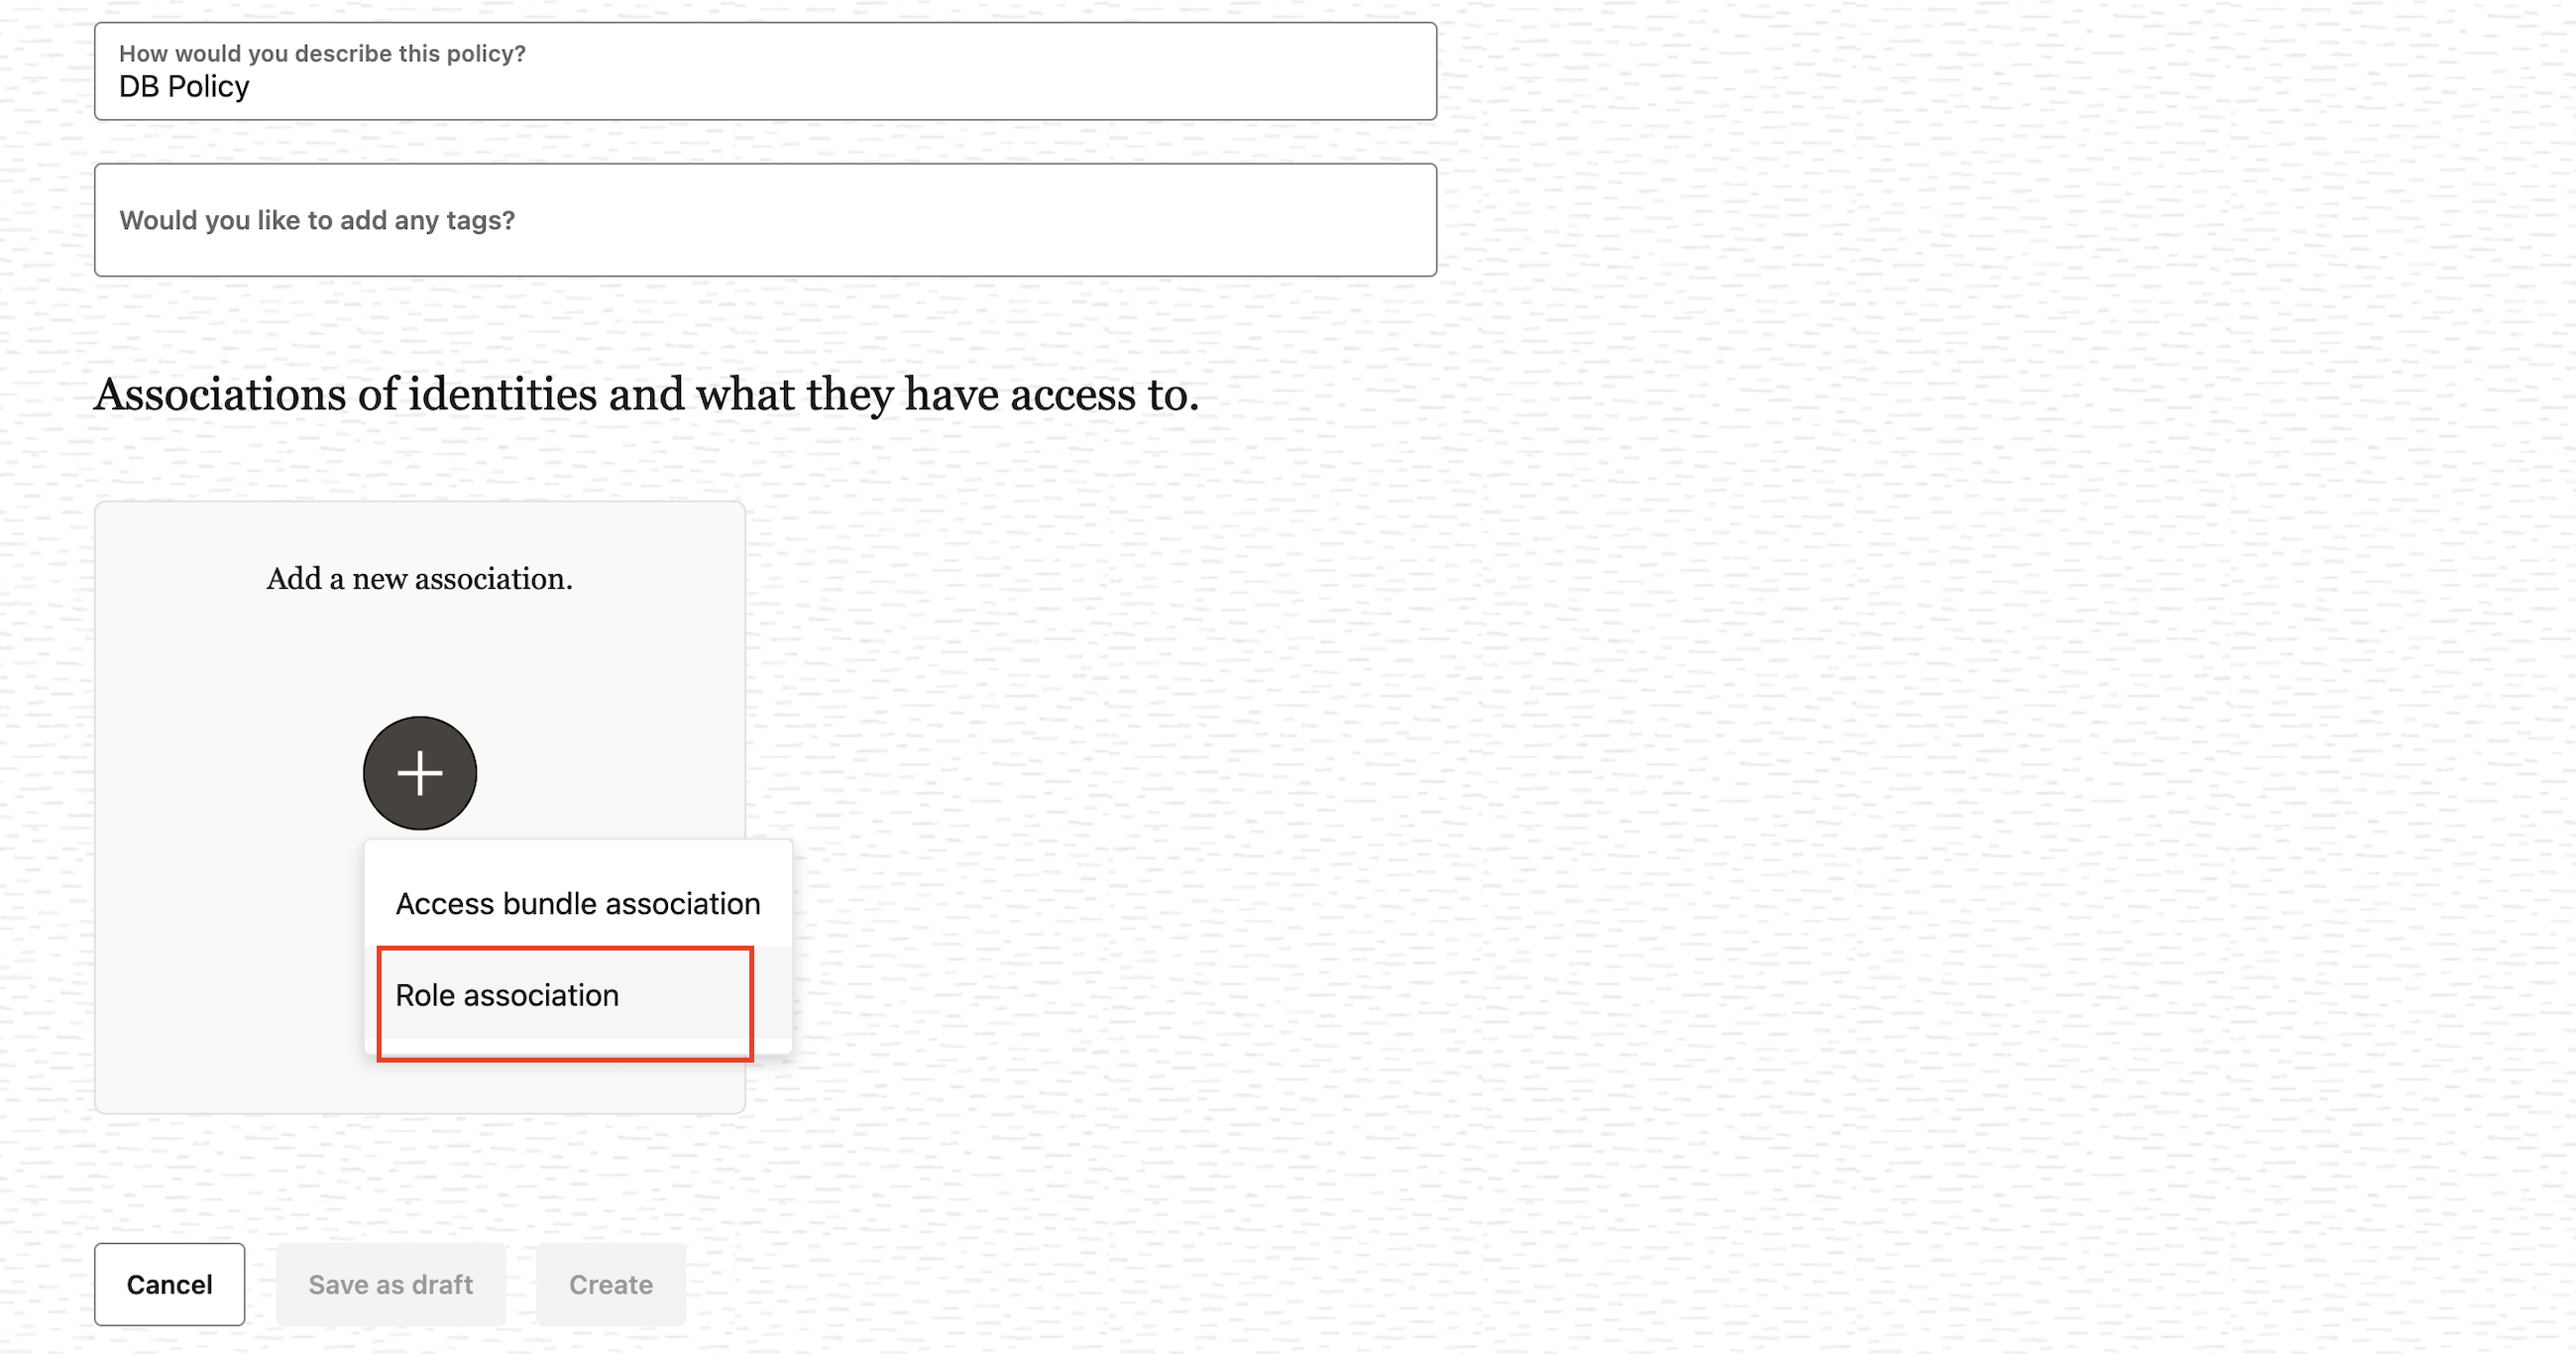 How would you describe this policy?
DB Policy
Would you like to add any tags?
Associations of identities and what they have access to.
Add a new association.
Access bundle association
Role association
Cancel
Save as draft
Create